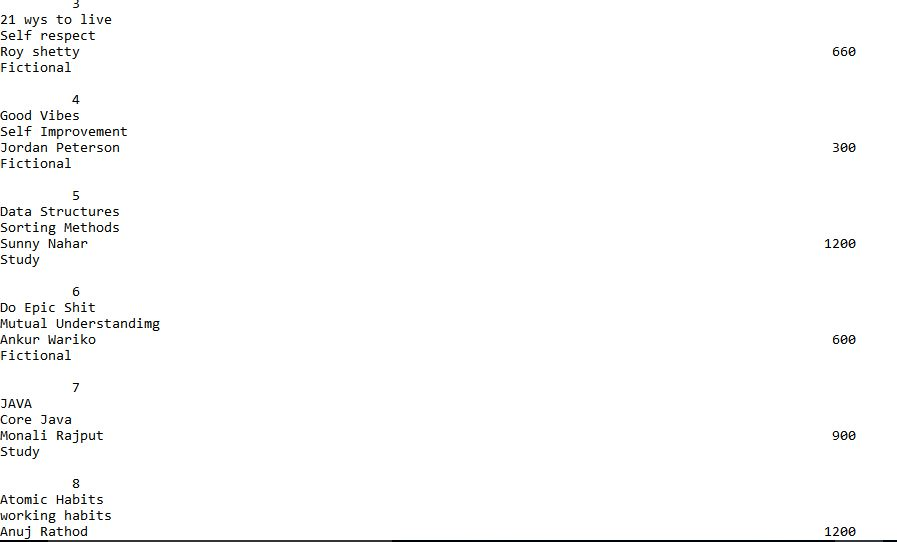 3
21 wys to live
Self respect
Roy shetty 660
Fictional
4
Good Vibes
Self Improvement
Jordan Peterson 300
Fictional
5
Data Structures
Sorting Methods
Sunny Nahar 1200
Study
6
Do Epic Shit
Mutual Understandimg
Ankur Wariko 600
Fictional
7
JAVA
Core Java
Monali Rajput 900
Study
8
Atomic Habits
working habits
Anuj Rathod 1200